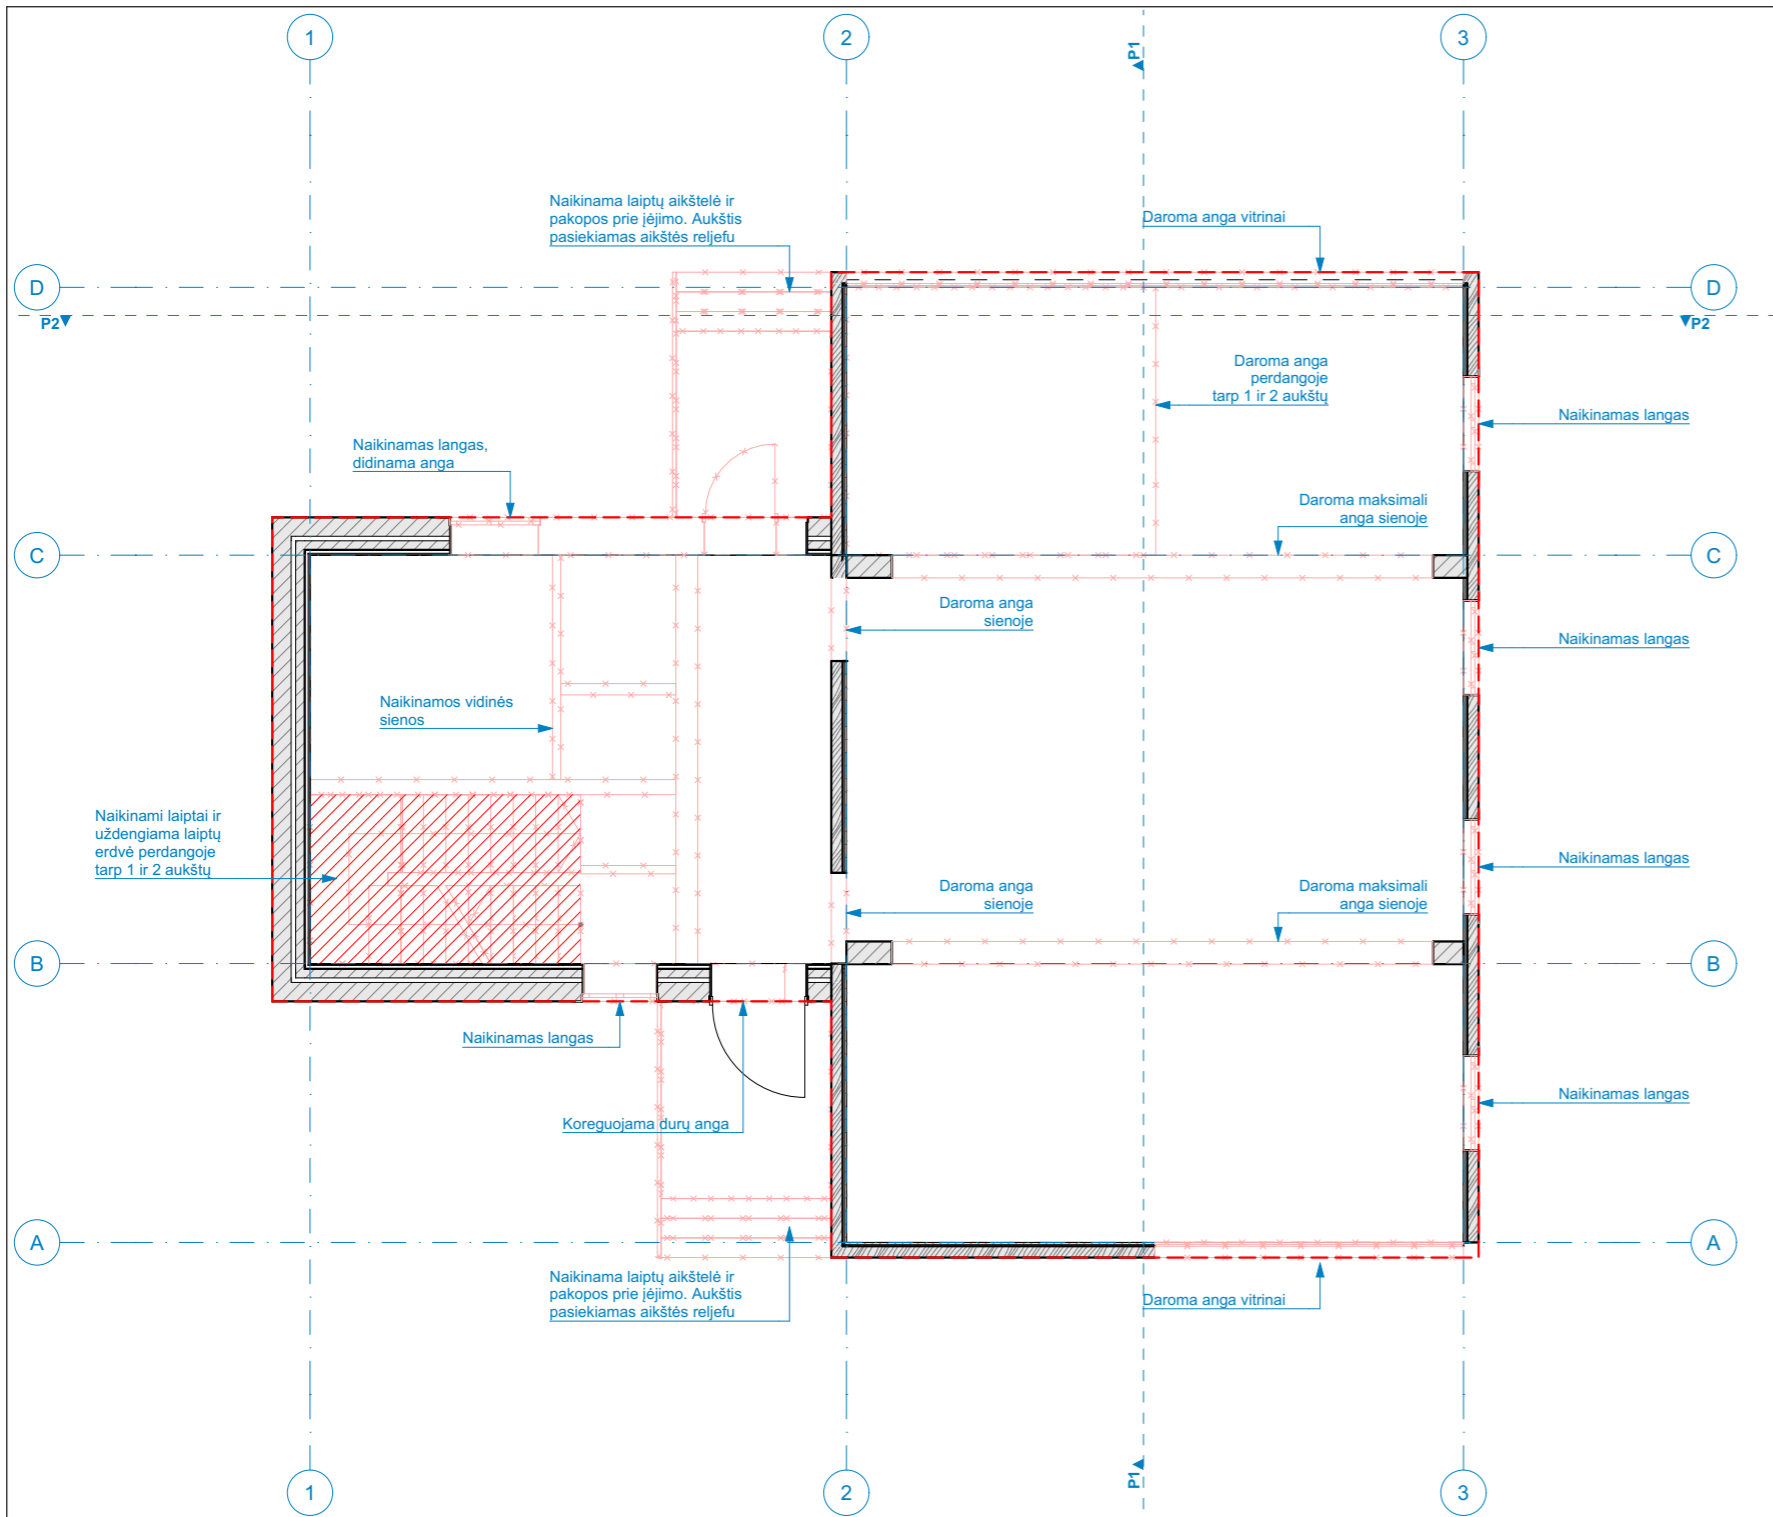 1
2
P1
3
Naikinama laiptų aikštelė ir
pakopos prie įėjimo. Aukštis
pasiekiamas aikštės reljefu
Daroma anga vitrinai
D
D
P2
P2
Daroma anga
perdangoje
tarp 1 ir 2 aukštų
Naikinamas langas
Naikinamas langas,
didinama anga
Daroma maksimali
anga sienoje
C
C
Daroma anga
sienoje
Naikinamas langas
Naikinamos vidinės
sienos
Naikinami laiptai ir
uždengiama laiptų
erdvė perdangoje
tarp 1 ir 2 aukštų
Naikinamas langas
Daroma anga
sienoje
Daroma maksimali
anga sienoje
B
B
Naikinamas langas
Koreguojama durų anga
Naikinamas langas
A
A
Naikinama laiptų aikštelė ir
pakopos prie įėjimo. Aukštis
pasiekiamas aikštės reljefu
Daroma anga vitrinai
P1
1
2
3